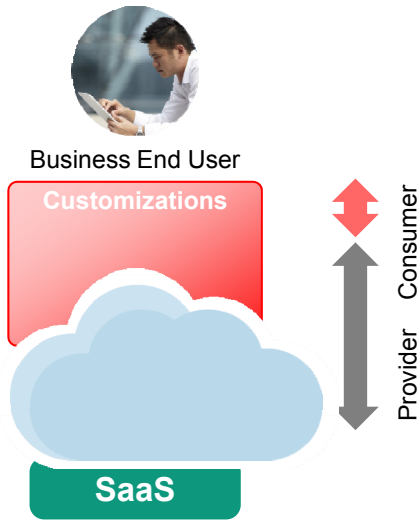 Business End User
Customizations
Consumer
Provider
SaaS